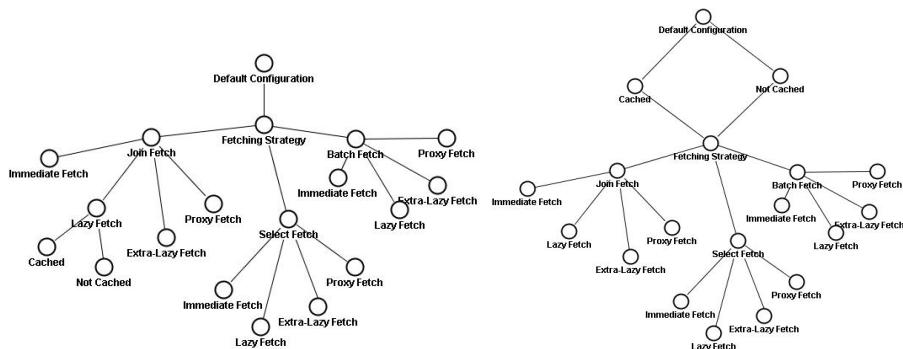 Default Configuration
Fetching Strategy
Join Fetch
Batch Fetch
Proxy Fetch
Immediate Fetch
Immediate Fetch
Extra-Lazy Fetch
Proxy Fetch
Lazy Fetch
Lazy Fetch
Select Fetch
Extra-Lazy Fetch
Cached
Not Cached
Proxy Fetch
Immediate Fetch
Extra-Lazy Fetch
Lazy Fetch
Default Configuration
Cached
Not Cached
Fetching Strategy
Join Fetch
Batch Fetch
Proxy Fetch
Immediate Fetch
Immediate Fetch
Extra-Lazy Fetch
Proxy Fetch
Lazy Fetch
Lazy Fetch
Select Fetch
Extra-Lazy Fetch
Proxy Fetch
Immediate Fetch
Extra-Lazy Fetch
Lazy Fetch